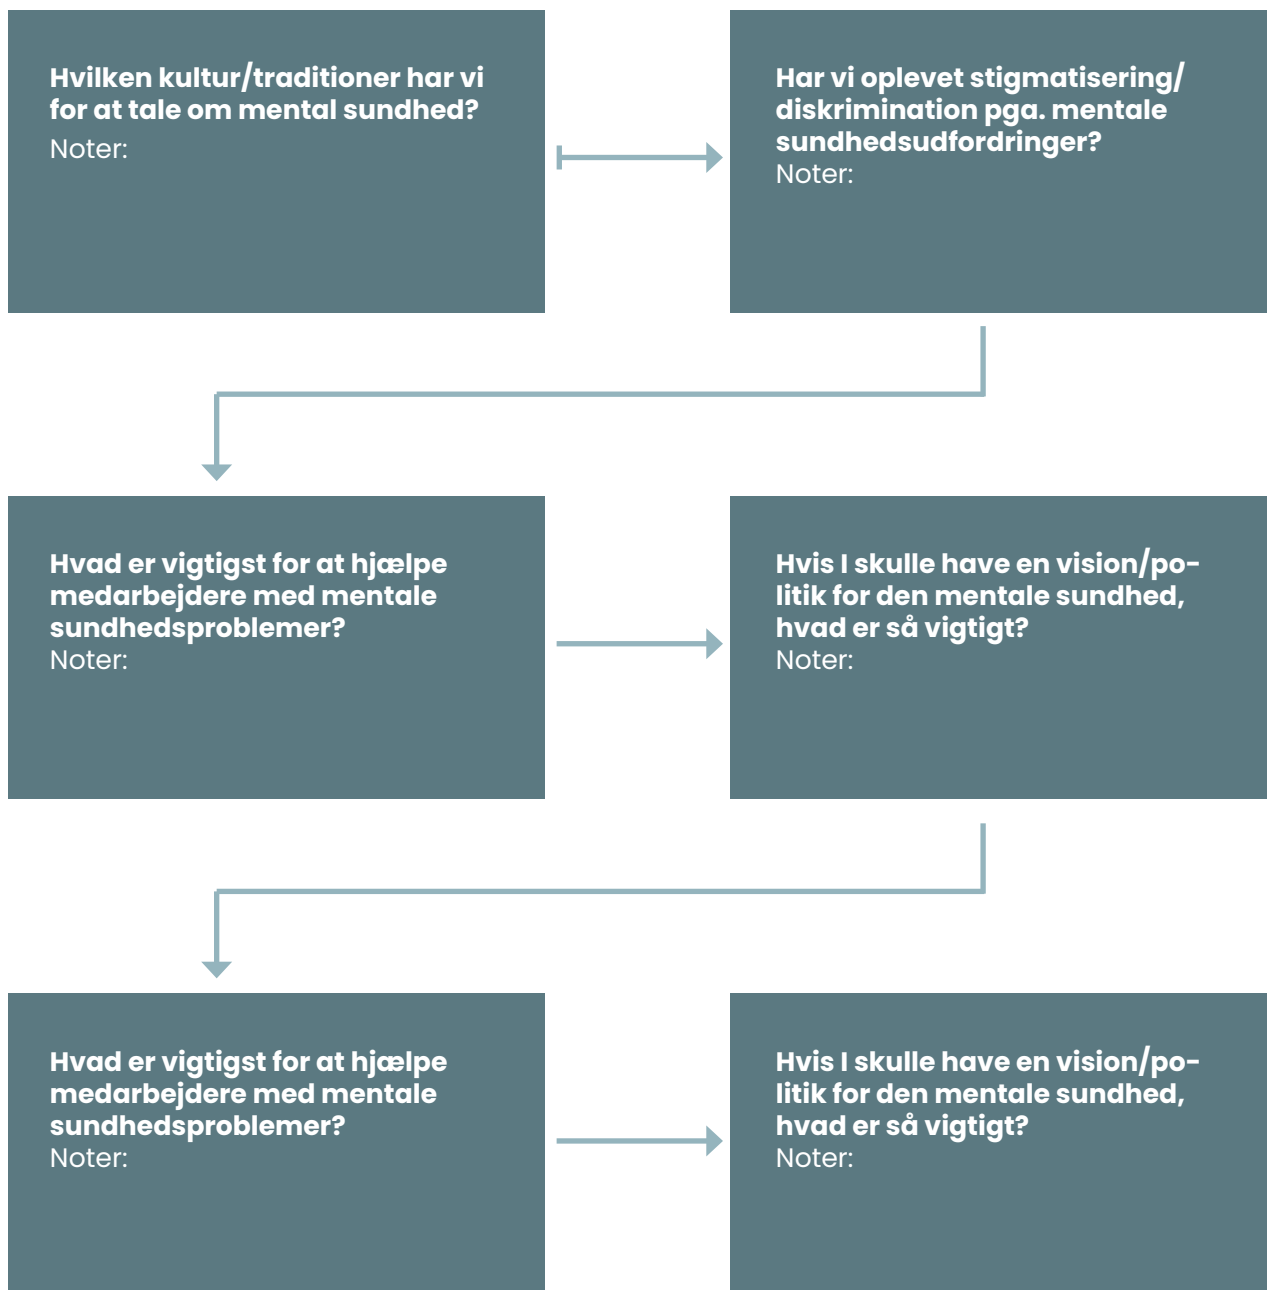 Hvilken kultur/traditioner har vi
for at tale om mental sundhed?
Noter:
Har vi oplevet stigmatisering/
diskrimination pga. mentale
sundhedsudfordringer?
Noter:
Hvad er vigtigst for at hjælpe
medarbejdere med mentale
sundhedsproblemer?
Noter:
Hvis I skulle have en vision/po-
litik for den mentale sundhed,
hvad er så vigtigt?
Noter:
Hvad er vigtigst for at hjælpe
medarbejdere med mentale
sundhedsproblemer?
Noter:
Hvis I skulle have en vision/po-
litik for den mentale sundhed,
hvad er så vigtigt?
Noter: